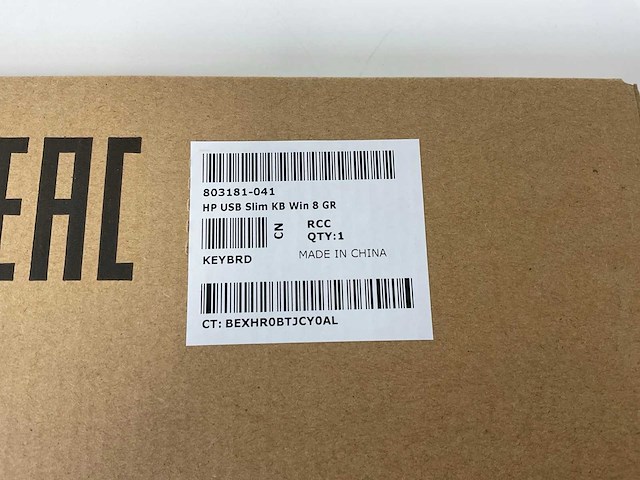 EAC
803181-041
HP USB Slim KB Win 8 GR
CN
RCC
QTY:1
KEYBRD
MADE IN CHINA
CT: BEXHR0BTJCY0AL